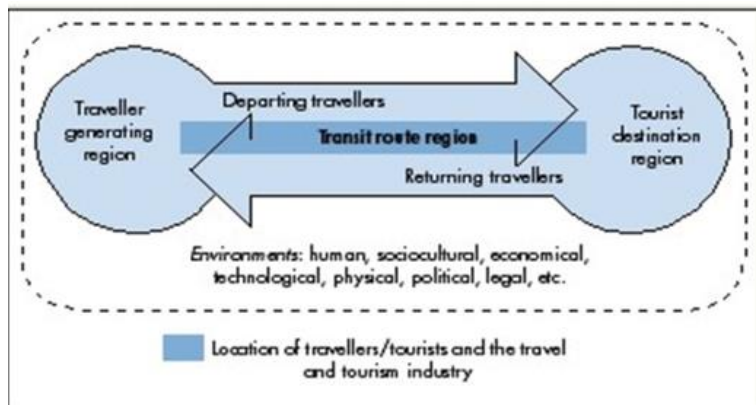 Traveller
generating
region
Departing travellers
Transit route region
Returning travellers
Tourist
destination
region
Environments: human, sociocultural, economical,
technological, physical, political, legal, etc.
Location of travellers/tourists and the travel
and tourism industry